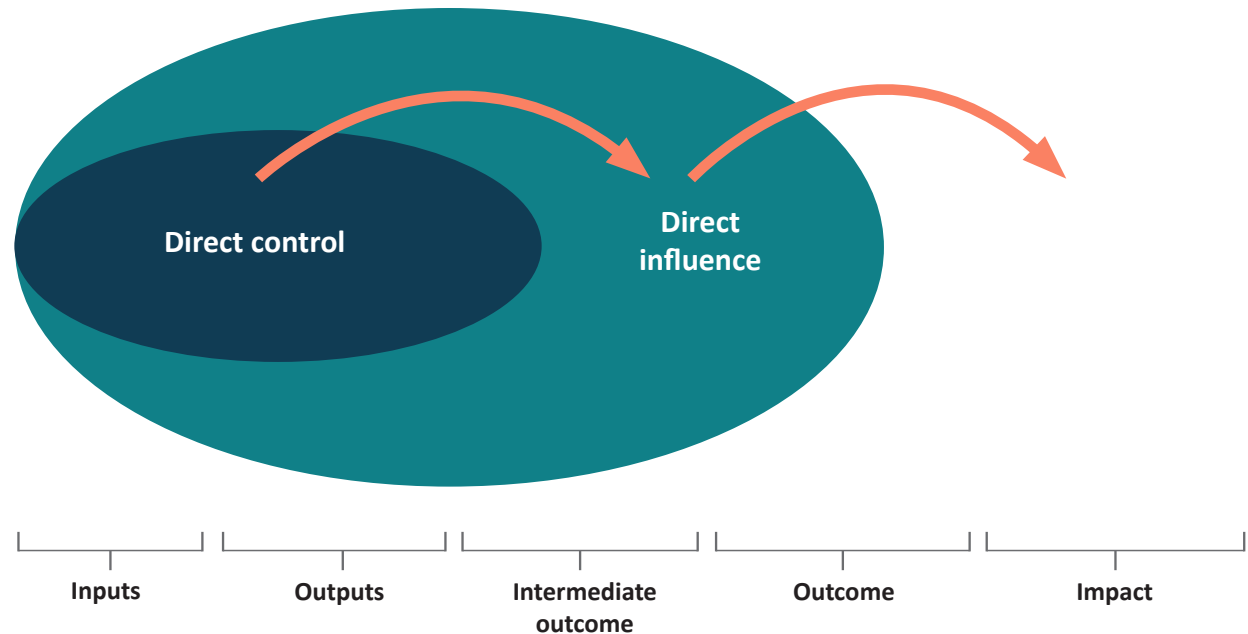 Direct control
Direct
influence
Inputs
Outputs
Intermediate
outcome
Outcome
Impact